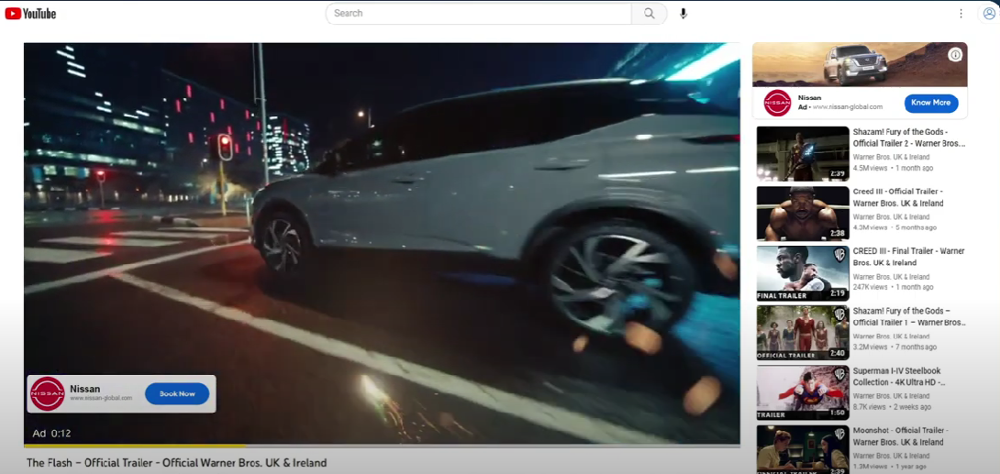 YouTube
Search
Nissan
Ad • www.nissan-global.com
Know More
NISSAN
Shazam! Fury of the Gods -
Official Trailer 2 - Warner Bros...
Warner Bros. UK & Ireland
4.5M views • 1 month ago
2:39
Creed III - Official Trailer -
Warner Bros. UK & Ireland
Warner Bros. UK & Ireland
4.3M views • 5 months ago
2:38
CREED III - Final Trailer - Warner
Bros. UK & Ireland
Warner Bros. UK & Ireland
247K views • 1 month ago
FINAL TRAILER
2:19
Shazam! Fury of the Gods –
Official Trailer 1 – Warner Bros...
Warner Bros. UK & Ireland
3.2M views • 7 months ago
OFFICIAL TRAILER
2:40
Superman I-IV Steelbook
Collection - 4K Ultra HD -...
Warner Bros. UK & Ireland
8.7K views • 2 weeks ago
TRAILER
1:50
Moonshot - Official Trailer -
Warner Bros. UK & Ireland
Warner Bros. UK & Ireland
1.3M views • 1 year ago
2:39
NISSAN
Nissan
www.nissan-global.com
Book Now
Ad 0:12
The Flash – Official Trailer - Official Warner Bros. UK & Ireland